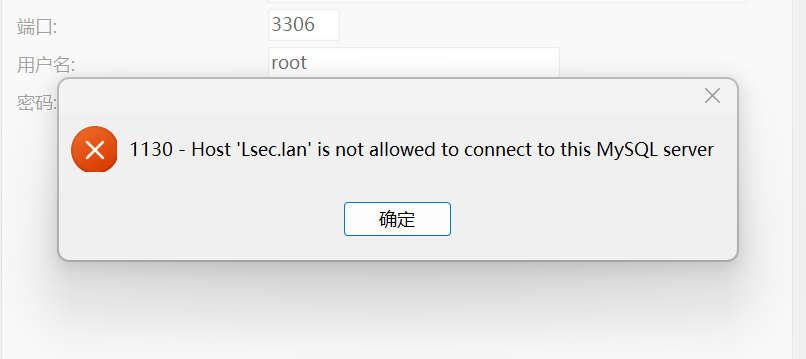 端口:
3306
用户名:
root
密码:
1130 - Host 'Lsec.lan' is not allowed to connect to this MySQL server
确定